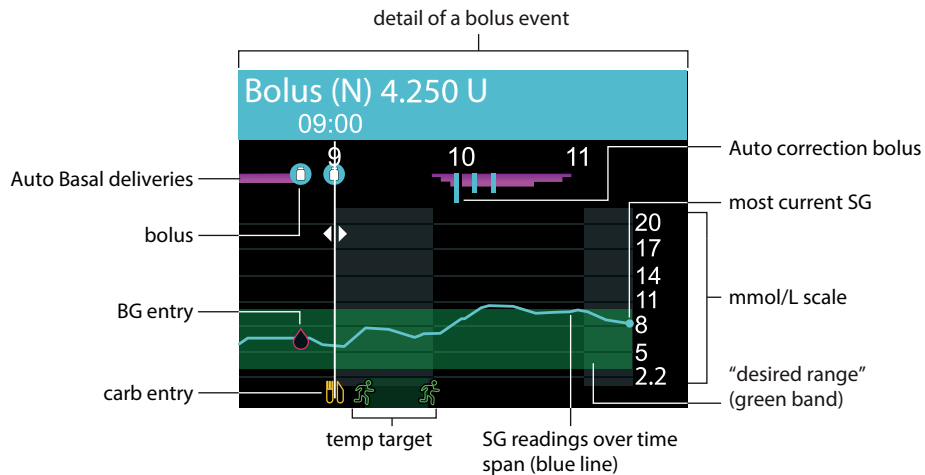 detail of a bolus event
Bolus (N) 4.250 U
09:00
9 10 11
Auto correction bolus
Auto Basal deliveries
most current SG
bolus
20
17
14
11
8
5
2.2
mmol/L scale
BG entry
“desired range”
(green band)
carb entry
temp target
SG readings over time
span (blue line)